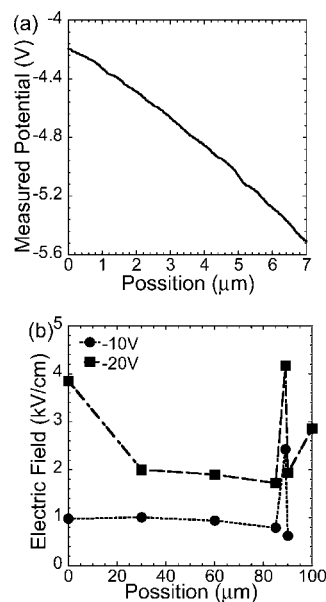 (a)
-4
-4.4
-4.8
-5.2
-5.6
Measured Potential (V)
0 1 2 3 4 5 6 7
Possition (μm)
(b)
5
4
3
2
1
0
Electric Field (kV/cm)
-10V
-20V
0 20 40 60 80 100
Possition (μm)